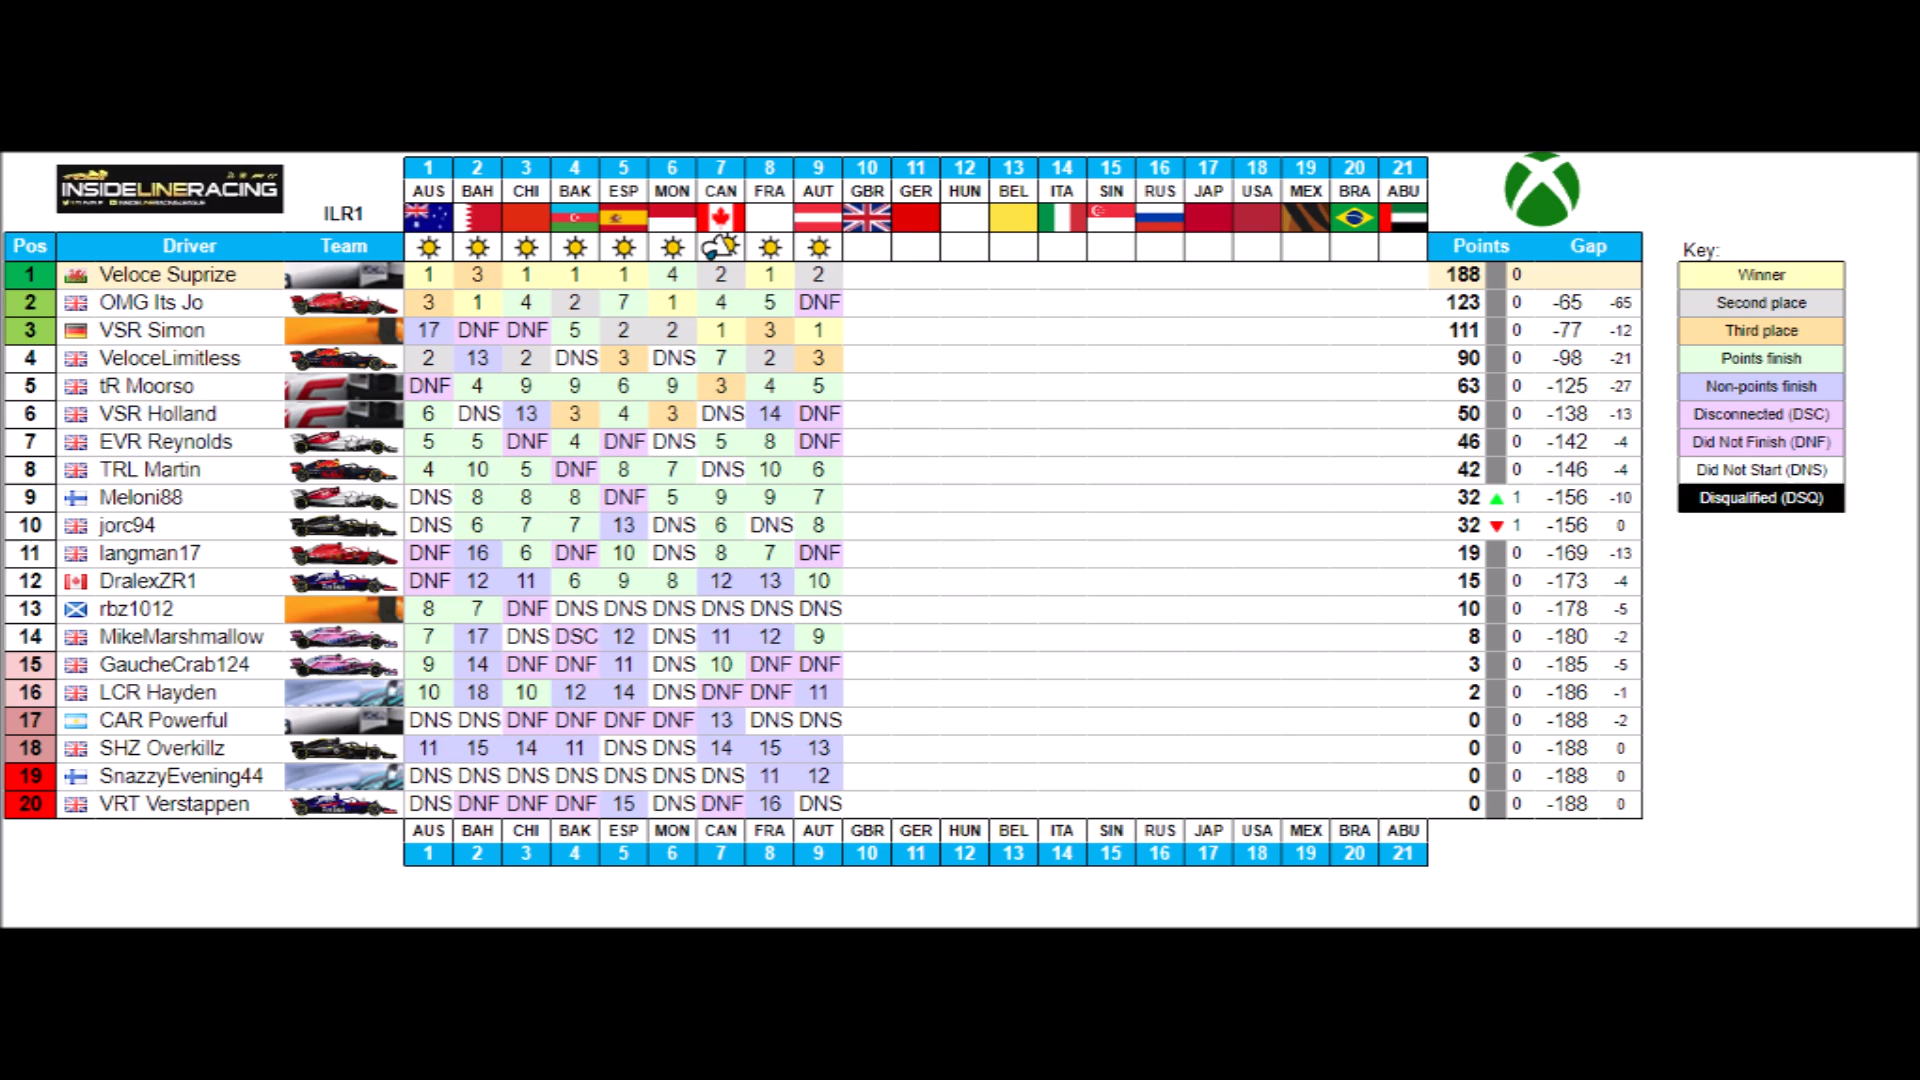 INSIDELINERACING
ILR1
1 2 3 4 5 6 7 8 9 10 11 12 13 14 15 16 17 18 19 20 21
AUS BAH CHI BAK ESP MON CAN FRA AUT GBR GER HUN BEL ITA SIN RUS JAP USA MEX BRA ABU
Pos Driver Team Points Gap
1 Veloce Suprize 1 3 1 1 1 4 2 1 2 188 0
2 OMG Its Jo 3 1 4 2 7 1 4 5 DNF 123 0 -65 -65
3 VSR Simon 17 DNF DNF 5 2 2 1 3 1 111 0 -77 -12
4 VeloceLimitless 2 13 2 DNS 3 DNS 7 2 3 90 0 -98 -21
5 tR Moorso DNF 4 9 9 6 9 3 4 5 63 0 -125 -27
6 VSR Holland 6 DNS 13 3 4 3 DNS 14 DNF 50 0 -138 -13
7 EVR Reynolds 5 5 DNF 4 DNF DNS 5 8 DNF 46 0 -142 -4
8 TRL Martin 4 10 5 DNF 8 7 DNS 10 6 42 0 -146 -4
9 Meloni88 DNS 8 8 8 DNF 5 9 9 7 32 1 -156 -10
10 jorc94 DNS 6 7 7 13 DNS 6 DNS 8 32 1 -156 0
11 langman17 DNF 16 6 DNF 10 DNS 8 7 DNF 19 0 -169 -13
12 DralexZR1 DNF 12 11 6 9 8 12 13 10 15 0 -173 -4
13 rbz1012 8 7 DNF DNS DNS DNS DNS DNS DNS 10 0 -178 -5
14 MikeMarshmallow 7 17 DNS DSC 12 DNS 11 12 9 8 0 -180 -2
15 GaucheCrab124 9 14 DNF DNF 11 DNS 10 DNF DNF 3 0 -185 -5
16 LCR Hayden 10 18 10 12 14 DNS DNF DNF 11 2 0 -186 -1
17 CAR Powerful DNS DNS DNF DNF DNF DNF 13 DNS DNS 0 0 -188 -2
18 SHZ Overkillz 11 15 14 11 DNS DNS 14 15 13 0 0 -188 0
19 SnazzyEvening44 DNS DNS DNS DNS DNS DNS DNS 11 12 0 0 -188 0
20 VRT Verstappen DNS DNF DNF DNF 15 DNS DNF 16 DNS 0 0 -188 0
AUS BAH CHI BAK ESP MON CAN FRA AUT GBR GER HUN BEL ITA SIN RUS JAP USA MEX BRA ABU
1 2 3 4 5 6 7 8 9 10 11 12 13 14 15 16 17 18 19 20 21
Key:
Winner
Second place
Third place
Points finish
Non-points finish
Disconnected (DSC)
Did Not Finish (DNF)
Did Not Start (DNS)
Disqualified (DSQ)